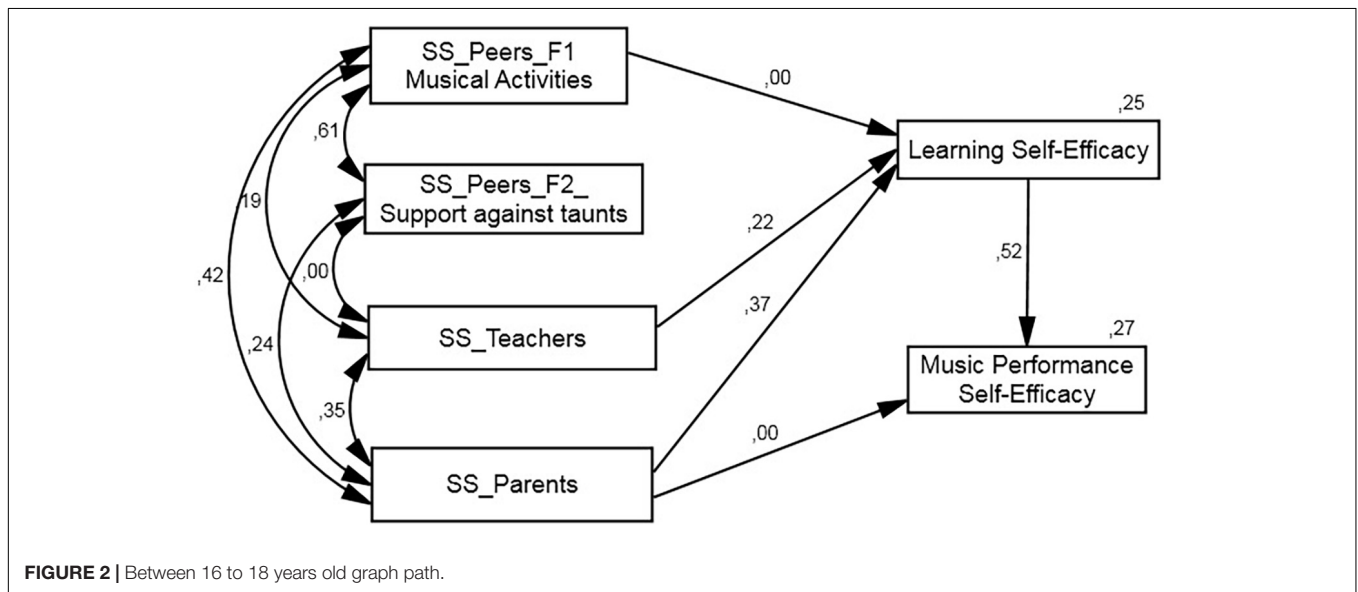 SS_Peers_F1
Musical Activities
,00
,25
Learning Self-Efficacy
,61
SS_Peers_F2_
Support against taunts
,19
,22
,52
,42
,00
,37
,24
SS_Teachers
,27
Music Performance
Self-Efficacy
,35
,00
SS_Parents
FIGURE 2 | Between 16 to 18 years old graph path.